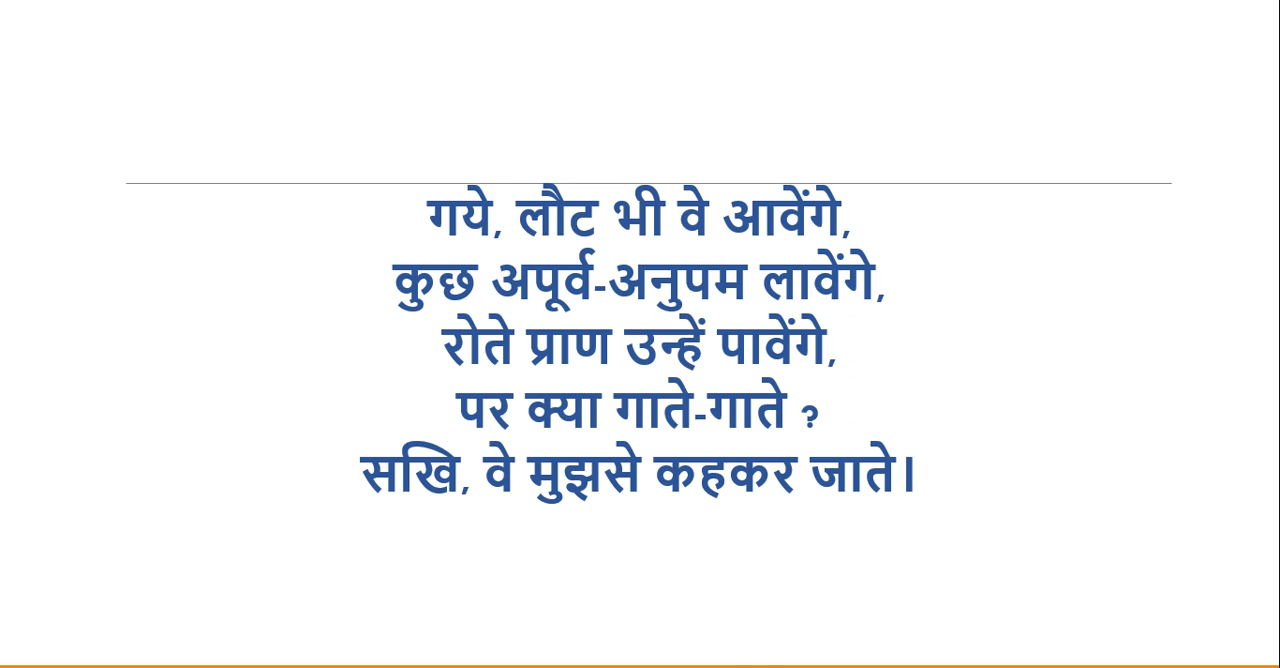 गये, लौट भी वे आवेंगे,
कुछ अपूर्व-अनुपम लावेंगे,
रोते प्राण उन्हें पावेंगे,
पर क्या गाते-गाते ?
सखि, वे मुझसे कहकर जाते।